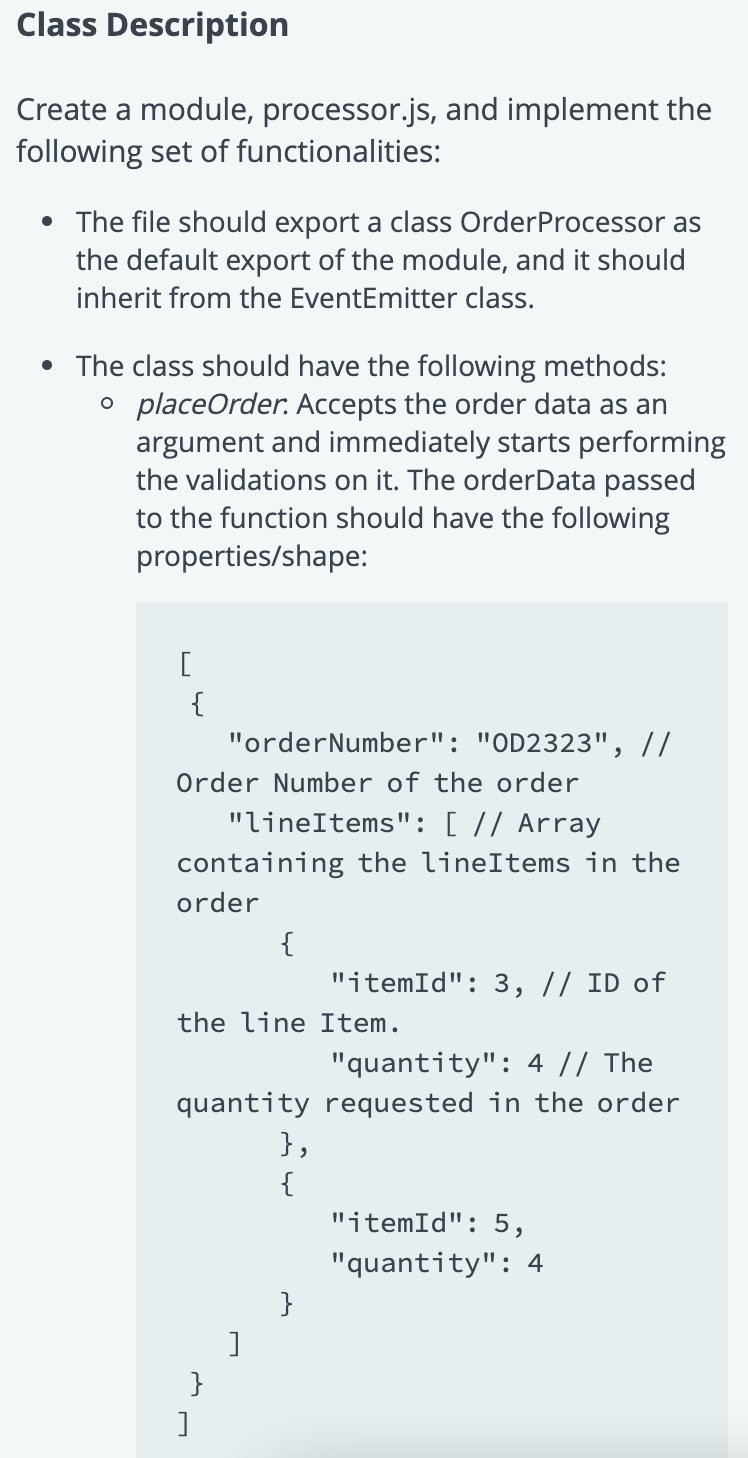 Class Description
Create a module, processor.js, and implement the
following set of functionalities:
• The file should export a class OrderProcessor as
the default export of the module, and it should
inherit from the EventEmitter class.
• The class should have the following methods:
○ placeOrder: Accepts the order data as an
argument and immediately starts performing
the validations on it. The orderData passed
to the function should have the following
properties/shape:
[
{
"orderNumber": "OD2323", //
Order Number of the order
"lineItems": [ // Array
containing the lineItems in the
order
{
"itemId": 3, // ID of
the line Item.
"quantity": 4 // The
quantity requested in the order
},
{
"itemId": 5,
"quantity": 4
}
]
}
]